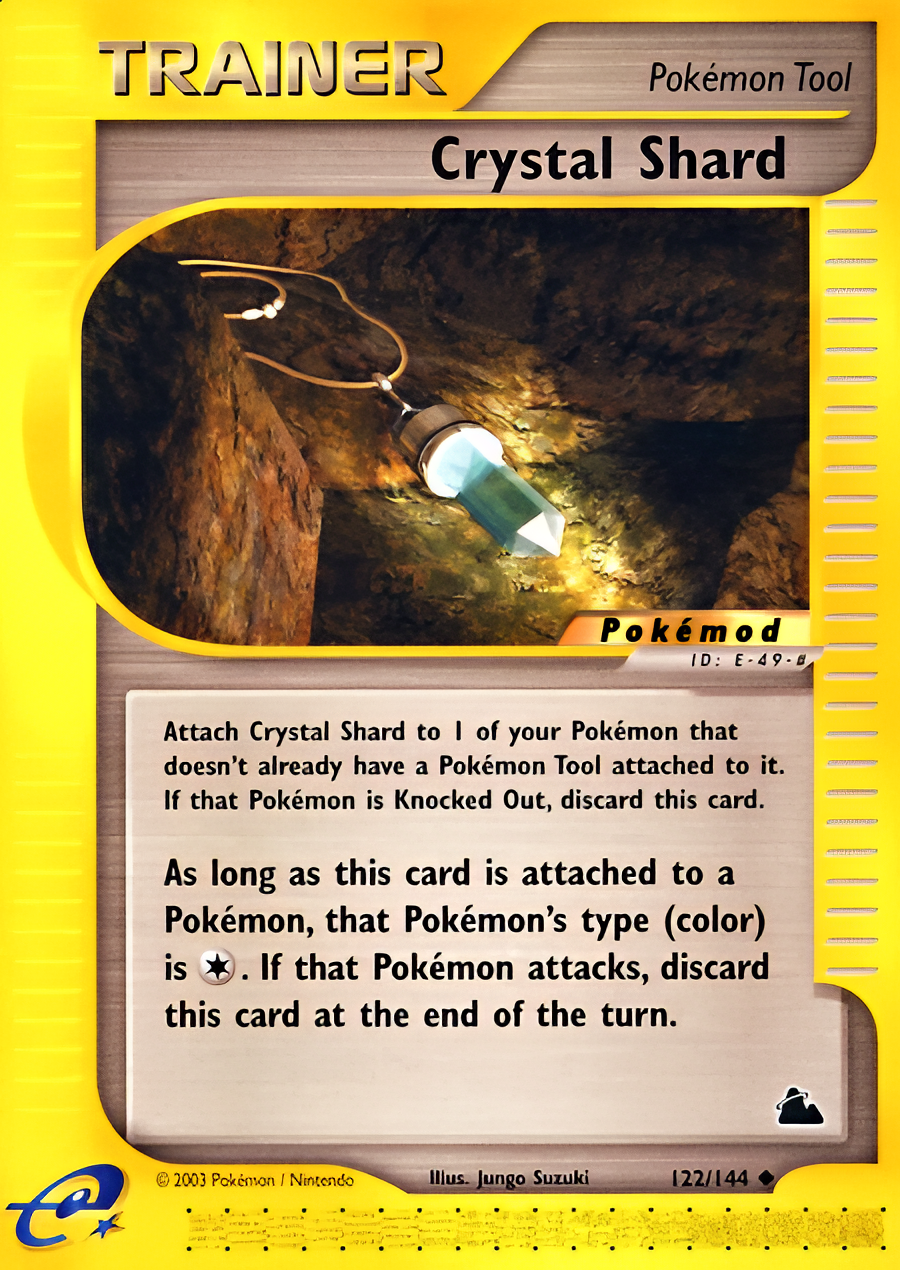 TRAINER
Pokémon Tool
Crystal Shard
Pokémod
ID: E-49-#
Attach Crystal Shard to 1 of your Pokémon that
doesn't already have a Pokémon Tool attached to it.
If that Pokémon is Knocked Out, discard this card.
As long as this card is attached to a
Pokémon, that Pokémon's type (color)
is . If that Pokémon attacks, discard
this card at the end of the turn.
e
© 2003 Pokémon / Nintendo
Illus. Jungo Suzuki
122/144 ◆